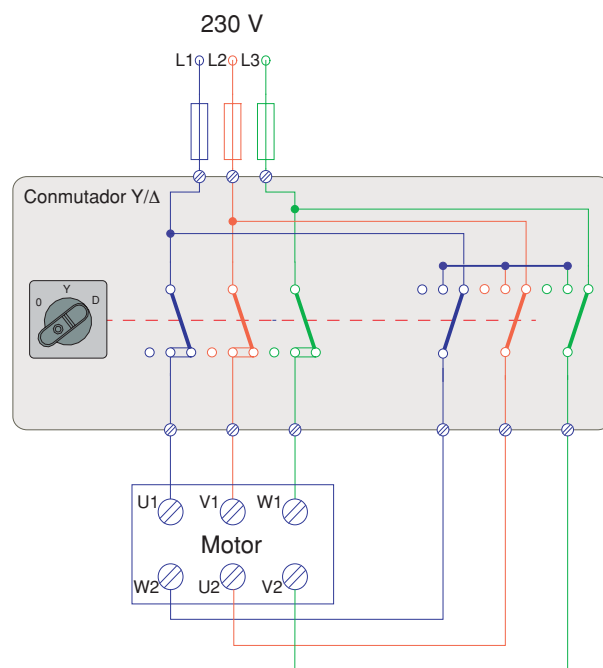 230 V
L1 L2 L3
Conmutador Y/Δ
0 Y D
U1 V1 W1
Motor
W2 U2 V2